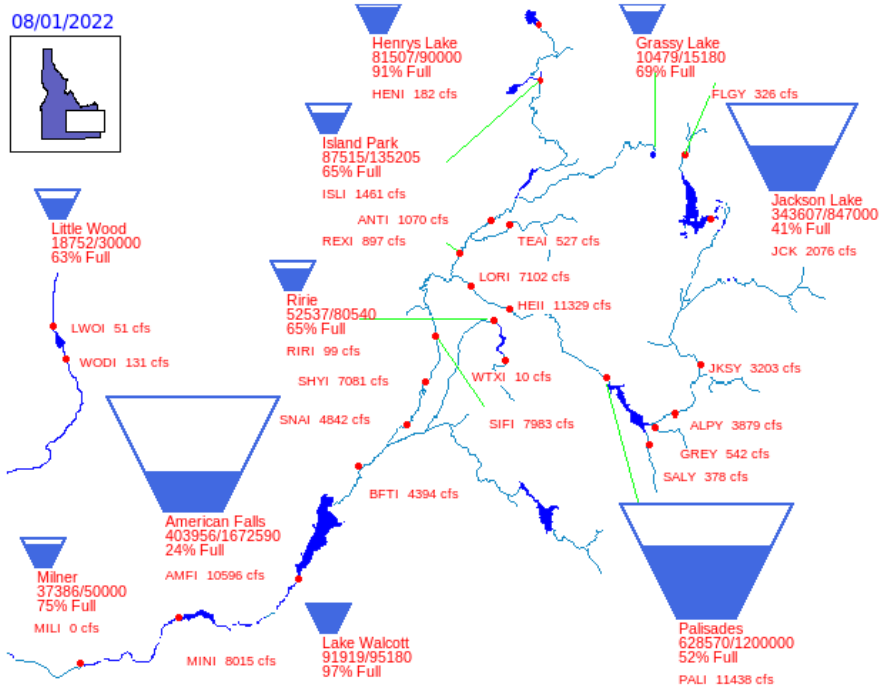 08/01/2022
Henrys Lake
81507/90000
91% Full
HENI 182 cfs
Grassy Lake
10479/15180
69% Full
FLGY 326 cfs
Island Park
87515/135205
65% Full
ISLI 1461 cfs
Jackson Lake
343607/847000
41% Full
JCK 2076 cfs
Little Wood
18752/30000
63% Full
ANTI 1070 cfs
REXI 897 cfs
TEAI 527 cfs
LORI 7102 cfs
HEII 11329 cfs
Ririe
52537/80540
65% Full
RIRI 99 cfs
LWOI 51 cfs
WODI 131 cfs
SHYI 7081 cfs
WTXI 10 cfs
JKSY 3203 cfs
SNAI 4842 cfs
SIFI 7983 cfs
ALPY 3879 cfs
GREY 542 cfs
SALY 378 cfs
BFTI 4394 cfs
American Falls
403956/1672590
24% Full
AMFI 10596 cfs
Milner
37386/50000
75% Full
MILI 0 cfs
MINI 8015 cfs
Lake Walcott
91919/95180
97% Full
Palisades
628570/1200000
52% Full
PALI 11438 cfs